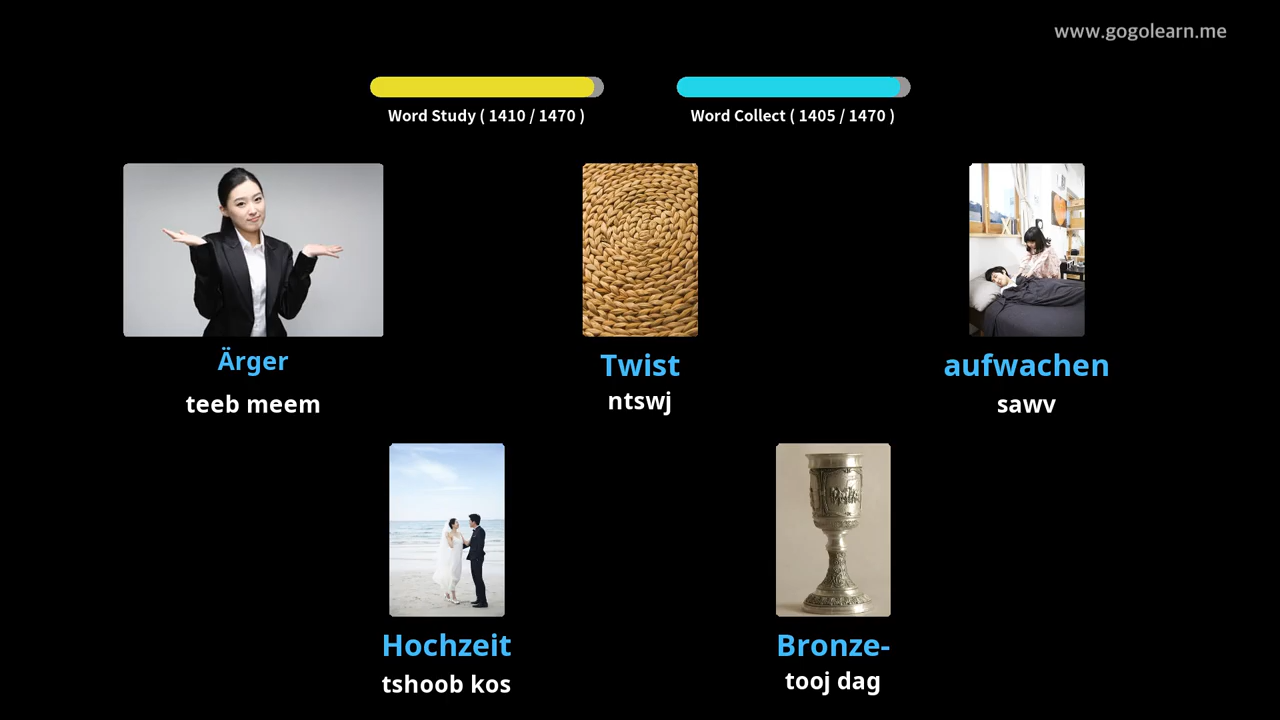 www.gogolearn.me
Word Study ( 1410 / 1470 )
Word Collect ( 1405 / 1470 )
Ärger
teeb meem
Twist
ntswj
aufwachen
sawv
Hochzeit
tshoob kos
Bronze-
tooj dag